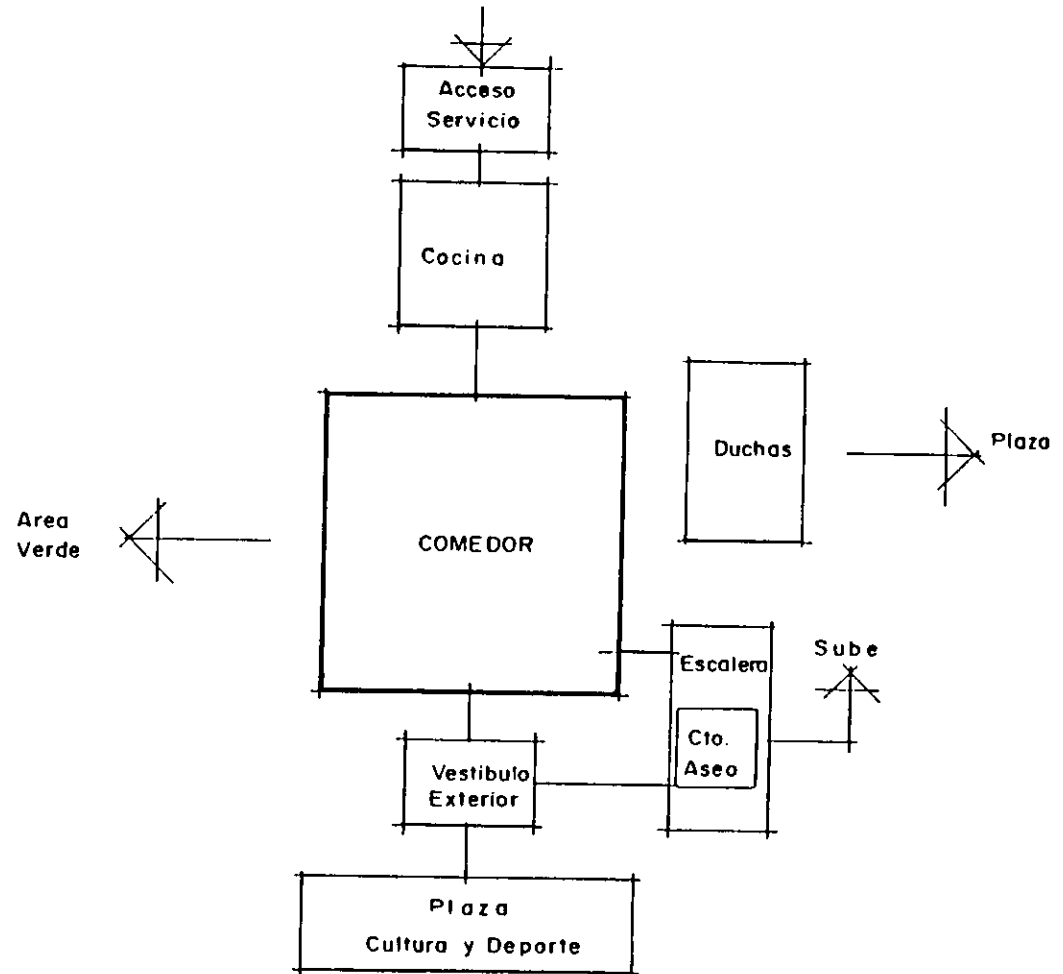 Acceso
Servicio
Cocina
Duchas
Plaza
Area
Verde
COMEDOR
Escalera
Sube
Cto.
Aseo
Vestibulo
Exterior
Plaza
Cultura y Deporte